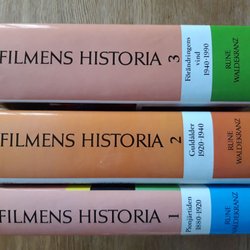 FILMENS HISTORIA 3
Förändringens
vind
1940-1990
RUNE
WALDEKRANZ
FILMENS HISTORIA 2
Guldålder
1920-1940
RUNE
WALDEKRANZ
FILMENS HISTORIA 1
Pionjärtiden
1880-1920
RUNE
WALDEKRANZ